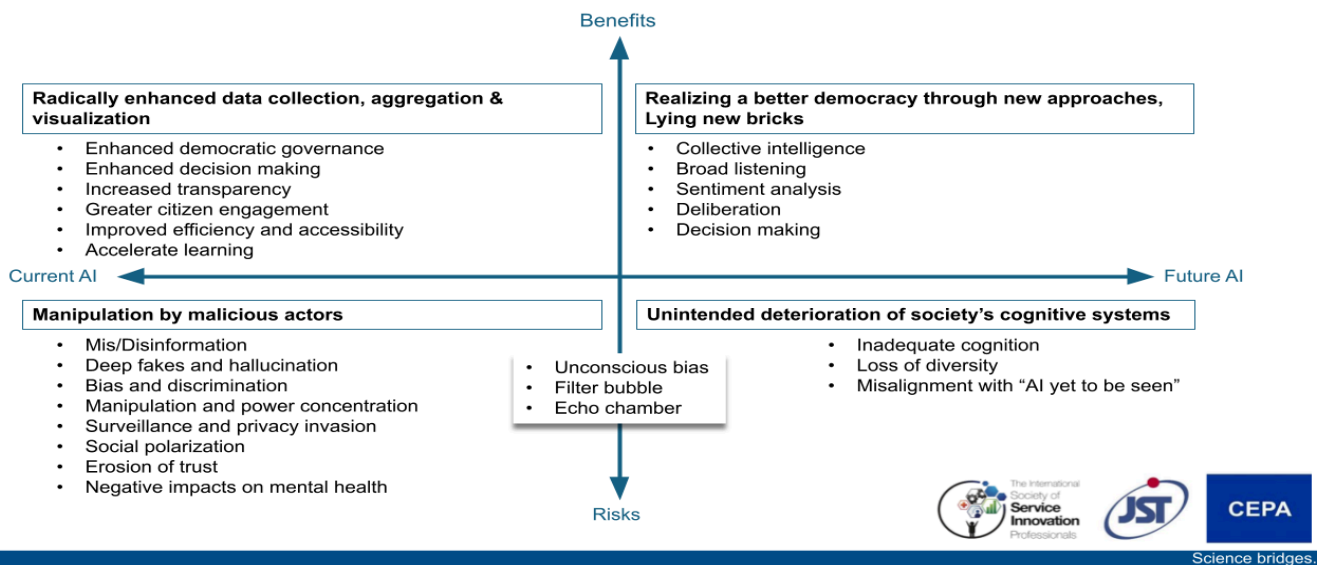 Benefits
Radically enhanced data collection, aggregation &
visualization
• Enhanced democratic governance
• Enhanced decision making
• Increased transparency
• Greater citizen engagement
• Improved efficiency and accessibility
• Accelerate learning
Realizing a better democracy through new approaches,
Lying new bricks
• Collective intelligence
• Broad listening
• Sentiment analysis
• Deliberation
• Decision making
Current AI
Future AI
Manipulation by malicious actors
• Mis/Disinformation
• Deep fakes and hallucination
• Bias and discrimination
• Manipulation and power concentration
• Surveillance and privacy invasion
• Social polarization
• Erosion of trust
• Negative impacts on mental health
• Unconscious bias
• Filter bubble
• Echo chamber
Unintended deterioration of society’s cognitive systems
• Inadequate cognition
• Loss of diversity
• Misalignment with “AI yet to be seen”
Risks
The International
Society of
Service
Innovation
Professionals
JST
CEPA
Science bridges.